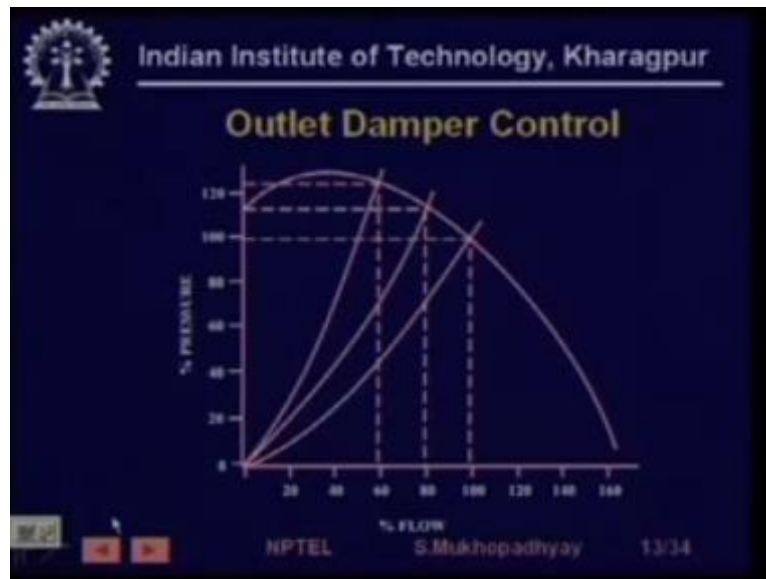 Indian Institute of Technology, Kharagpur
Outlet Damper Control
120
100
80
60
40
20
0
% PRESSURE
20 40 60 80 100 120 140 160
% FLOW
NPTEL S.Mukhopadhyay 13/34